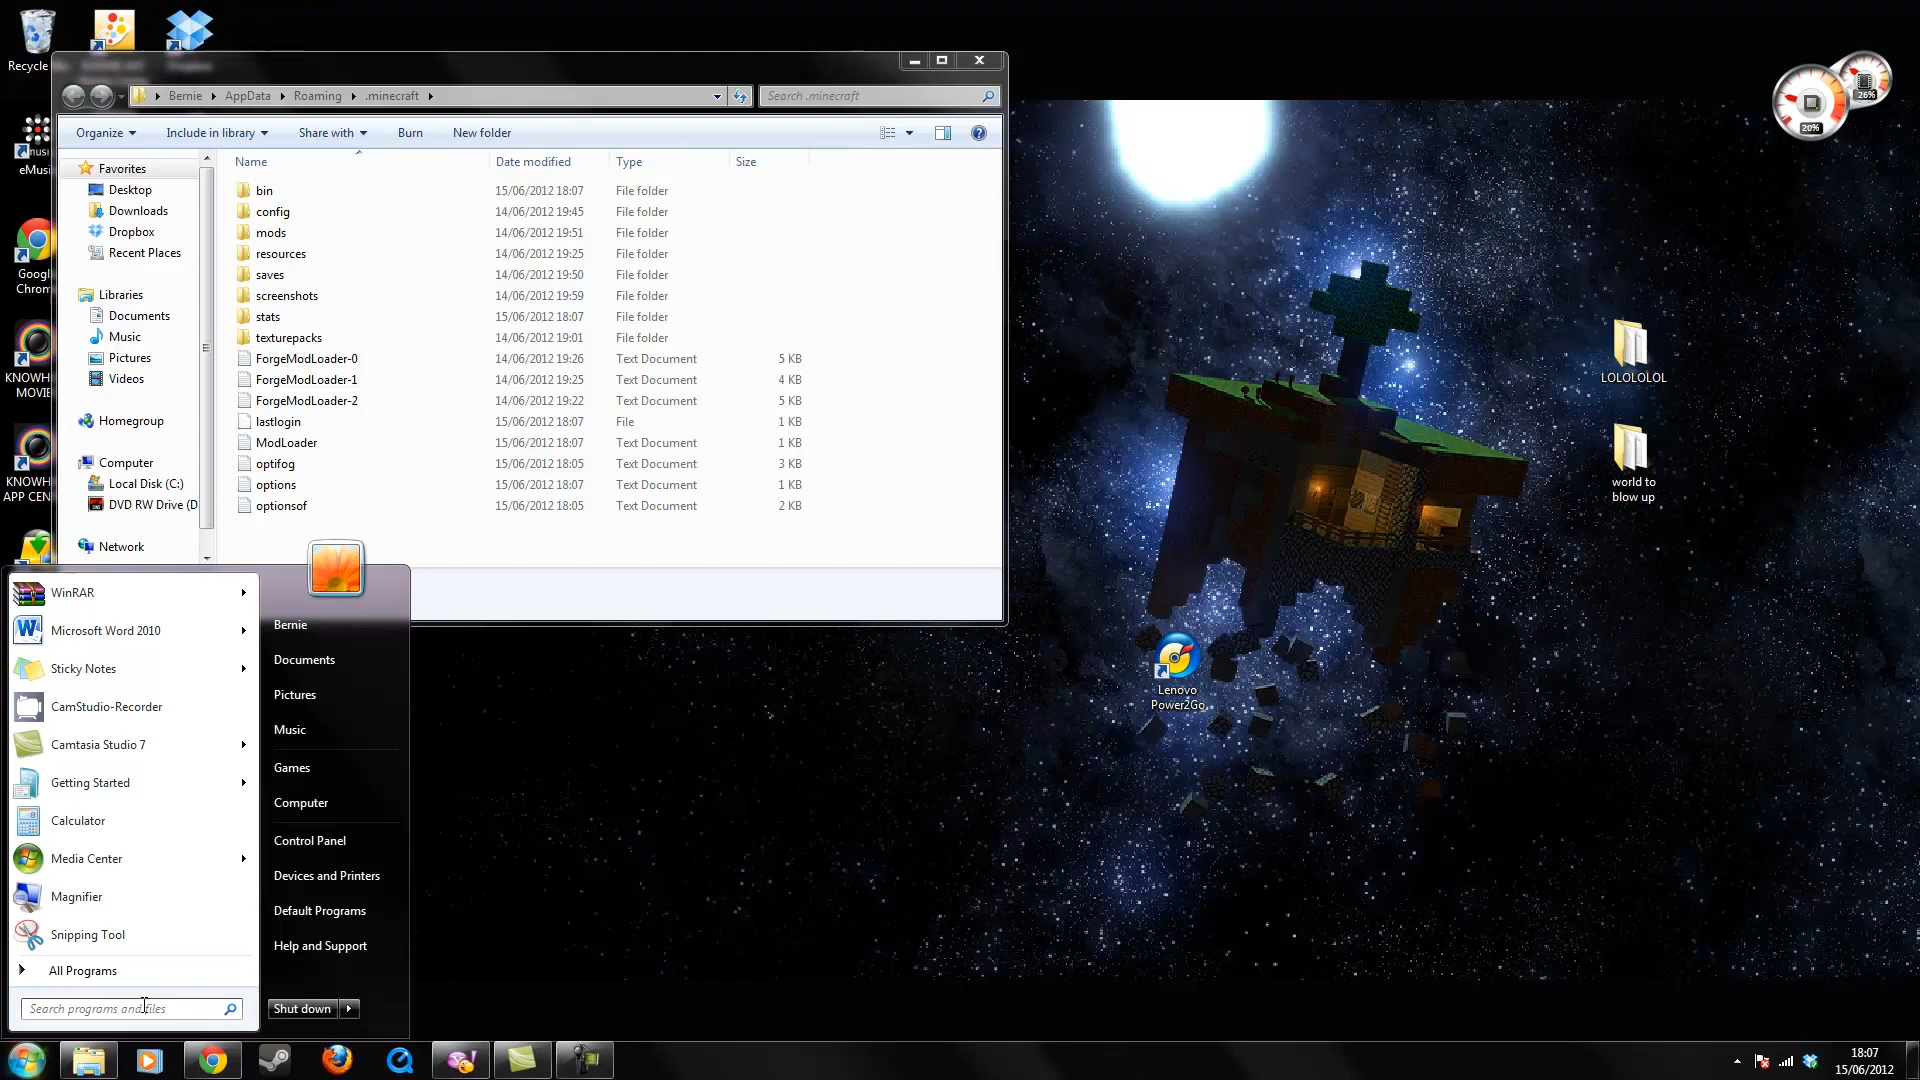 Recycle
26%
20%
Bernie
AppData
Roaming
.minecraft
Search .minecraft
Organize
Include in library
Share with
Burn
New folder
Name
Date modified
Type
Size
Favorites
Desktop
Downloads
Dropbox
Recent Places
Libraries
Documents
Music
Pictures
Videos
Homegroup
Computer
Local Disk (C:)
DVD RW Drive (D
Network
bin 15/06/2012 18:07 File folder
config 14/06/2012 19:45 File folder
mods 14/06/2012 19:51 File folder
resources 14/06/2012 19:25 File folder
saves 14/06/2012 19:50 File folder
screenshots 14/06/2012 19:59 File folder
stats 15/06/2012 18:07 File folder
texturepacks 14/06/2012 19:01 File folder
ForgeModLoader-0 14/06/2012 19:26 Text Document 5 KB
ForgeModLoader-1 14/06/2012 19:25 Text Document 4 KB
ForgeModLoader-2 14/06/2012 19:22 Text Document 5 KB
lastlogin 15/06/2012 18:07 File 1 KB
ModLoader 15/06/2012 18:07 Text Document 1 KB
optifog 15/06/2012 18:05 Text Document 3 KB
options 15/06/2012 18:07 Text Document 1 KB
optionsof 15/06/2012 18:05 Text Document 2 KB
eMusi
Googl
Chrom
KNOWH
MOVIE
KNOWH
APP CEN
LOLOLOLOL
world to
blow up
Lenovo
Power2Go
WinRAR
Microsoft Word 2010
Sticky Notes
CamStudio-Recorder
Camtasia Studio 7
Getting Started
Calculator
Media Center
Magnifier
Snipping Tool
All Programs
Search programs and files
Bernie
Documents
Pictures
Music
Games
Computer
Control Panel
Devices and Printers
Default Programs
Help and Support
Shut down
18:07
15/06/2012